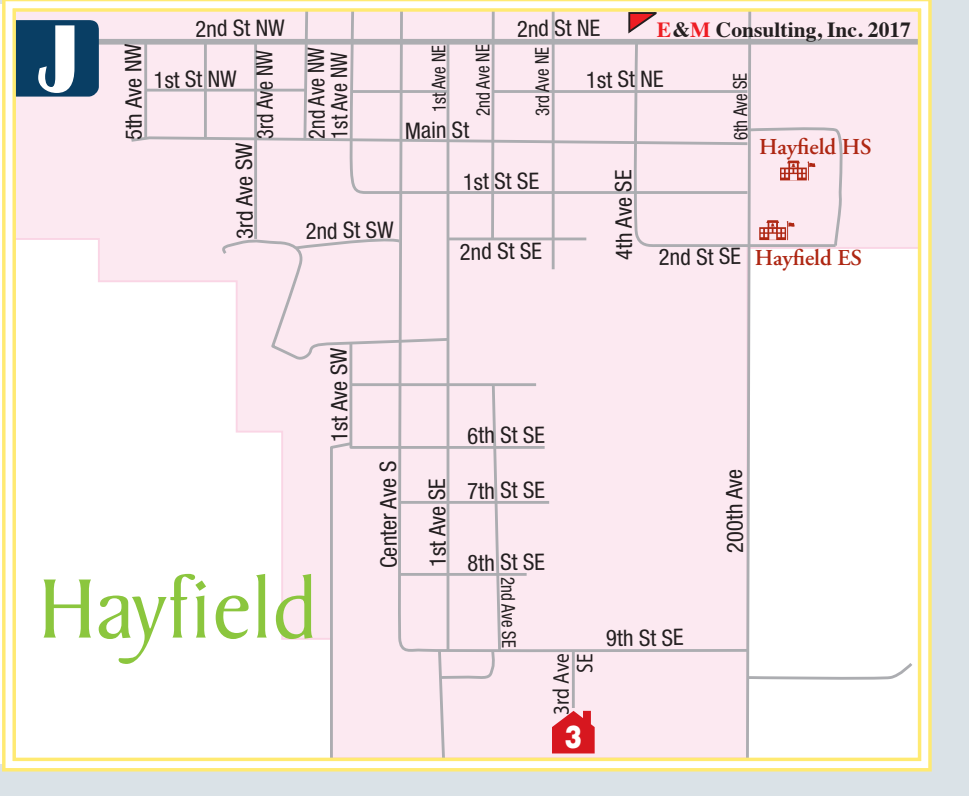 J
2nd St NW
2nd St NE
E&M Consulting, Inc. 2017
5th Ave NW
1st St NW
3rd Ave NW
2nd Ave NW
1st Ave NW
1st Ave NE
2nd Ave NE
3rd Ave NE
1st St NE
6th Ave SE
Main St
Hayfield HS
3rd Ave SW
1st St SE
4th Ave SE
2nd St SW
2nd St SE
2nd St SE
Hayfield ES
1st Ave SW
6th St SE
Center Ave S
1st Ave SE
7th St SE
200th Ave
8th St SE
2nd Ave SE
Hayfield
9th St SE
3rd Ave
SE
3